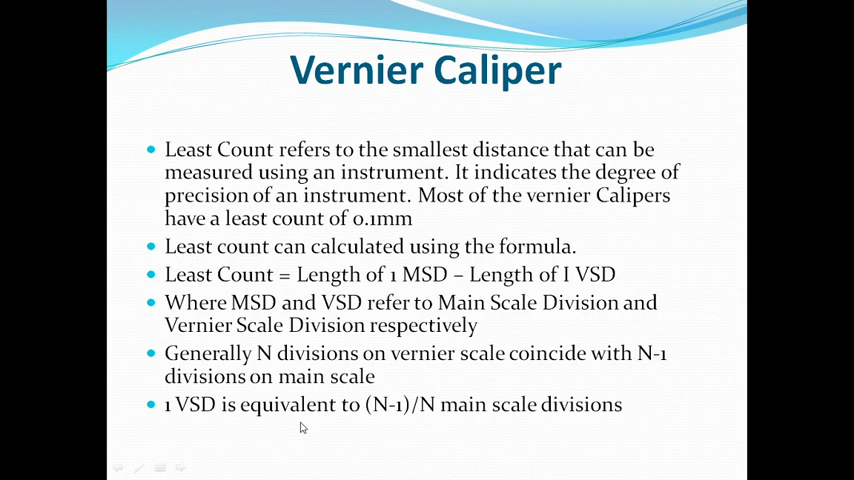 Vernier Caliper
Least Count refers to the smallest distance that can be
measured using an instrument. It indicates the degree of
precision of an instrument. Most of the vernier Calipers
have a least count of 0.1mm
Least count can calculated using the formula.
Least Count = Length of 1 MSD – Length of I VSD
Where MSD and VSD refer to Main Scale Division and
Vernier Scale Division respectively
Generally N divisions on vernier scale coincide with N-1
divisions on main scale
1 VSD is equivalent to (N-1)/N main scale divisions